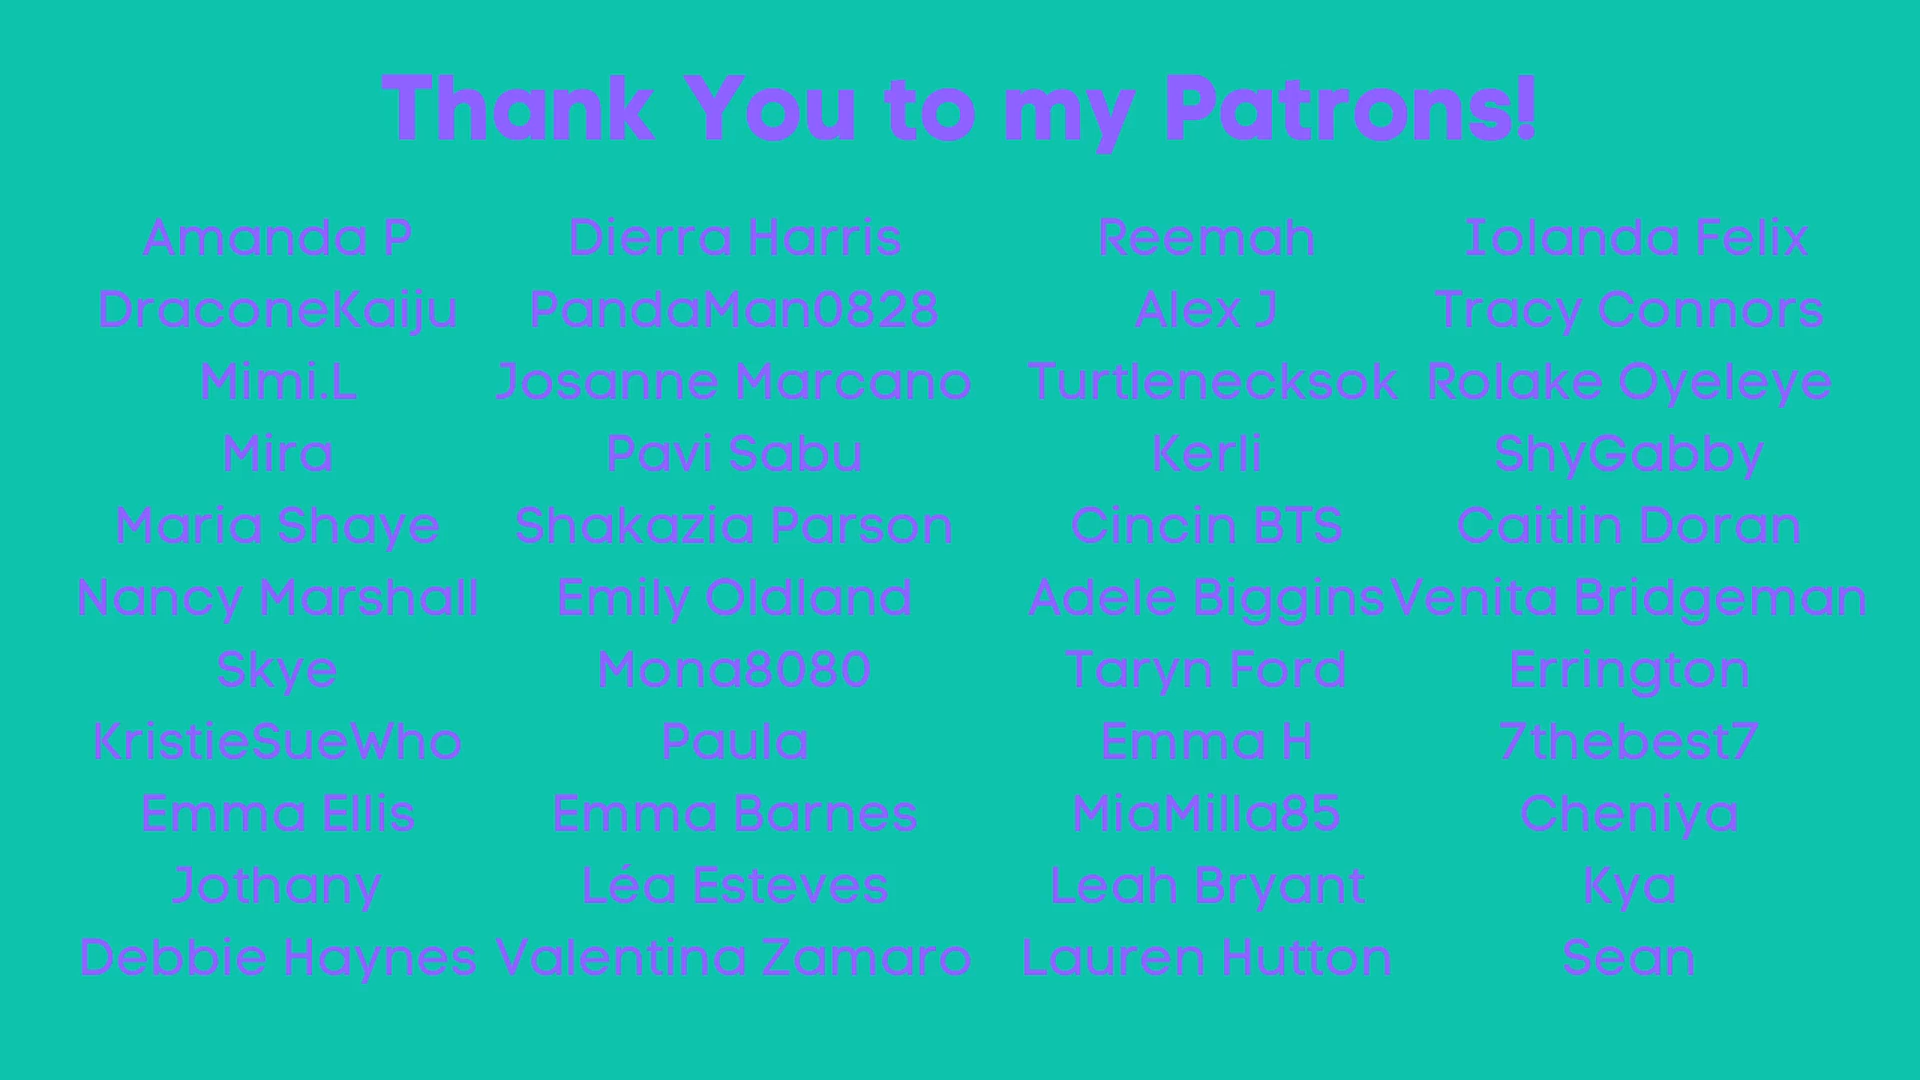 Thank You to my Patrons!
Amanda P
DraconeKaiju
Mimi.L
Mira
Maria Shaye
Nancy Marshall
Skye
KristieSueWho
Emma Ellis
Jothany
Debbie Haynes
Dierra Harris
PandaMan0828
Josanne Marcano
Pavi Sabu
Shakazia Parson
Emily Oldland
Mona8080
Paula
Emma Barnes
Léa Esteves
Valentina Zamaro
Reemah
Alex J
Turtlenecksok
Kerli
Cincin BTS
Adele Biggins
Taryn Ford
Emma H
MiaMilla85
Leah Bryant
Lauren Hutton
Iolanda Felix
Tracy Connors
Rolake Oyeleye
ShyGabby
Caitlin Doran
Venita Bridgeman
Errington
7thebest7
Cheniya
Kya
Sean